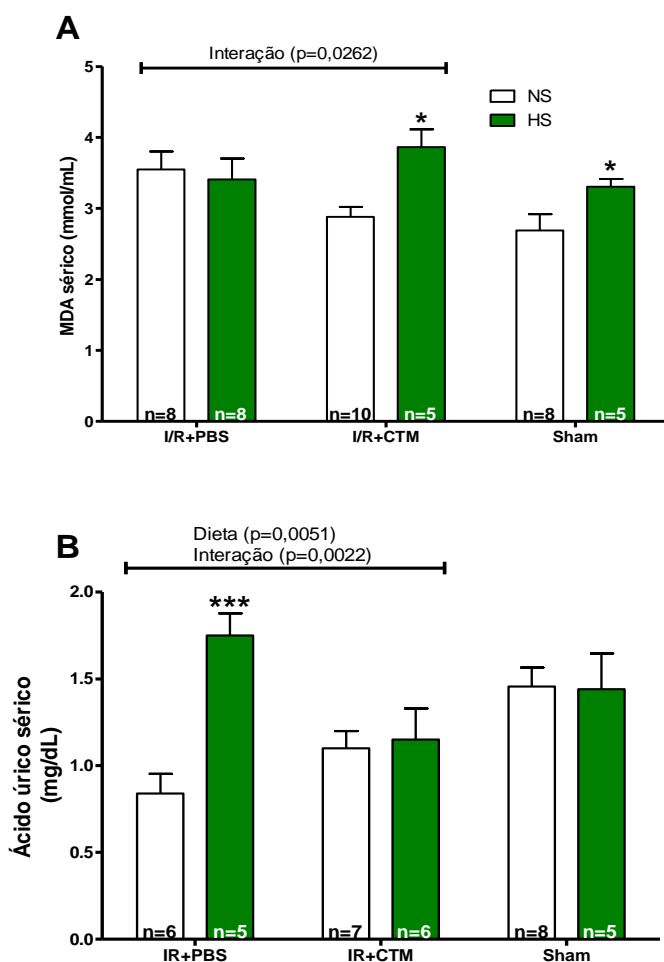 A
Interação (p=0,0262)
NS
HS
MDA sérico (mmol/mL)
5
4
3
2
1
0
*
*
n=8
n=8
n=10
n=5
n=8
n=5
I/R+PBS
I/R+CTM
Sham
B
Dieta (p=0,0051)
Interação (p=0,0022)
Ácido úrico sérico
(mg/dL)
2.0
1.5
1.0
0.5
0.0
***
n=6
n=5
n=7
n=6
n=8
n=5
IR+PBS
IR+CTM
Sham